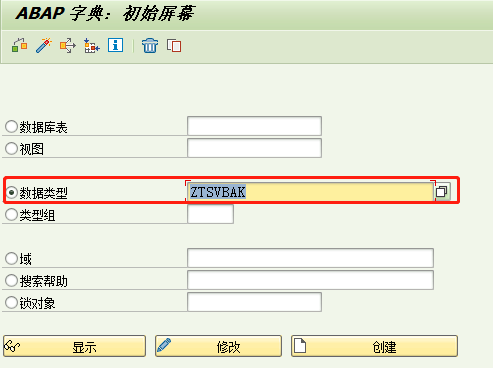 ABAP 字典: 初始屏幕
数据库表
视图
数据类型 ZTSVBAK
类型组
域
搜索帮助
锁对象
显示 修改 创建